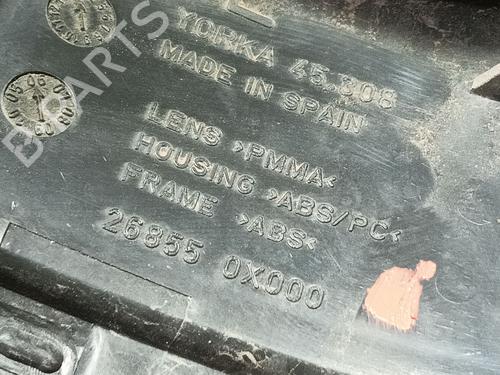 YORKA 45.308
MADE IN SPAIN
LENS >PMMA<
HOUSING >ABS/PC<
FRAME >ABS<
26855 0X000
PARTS